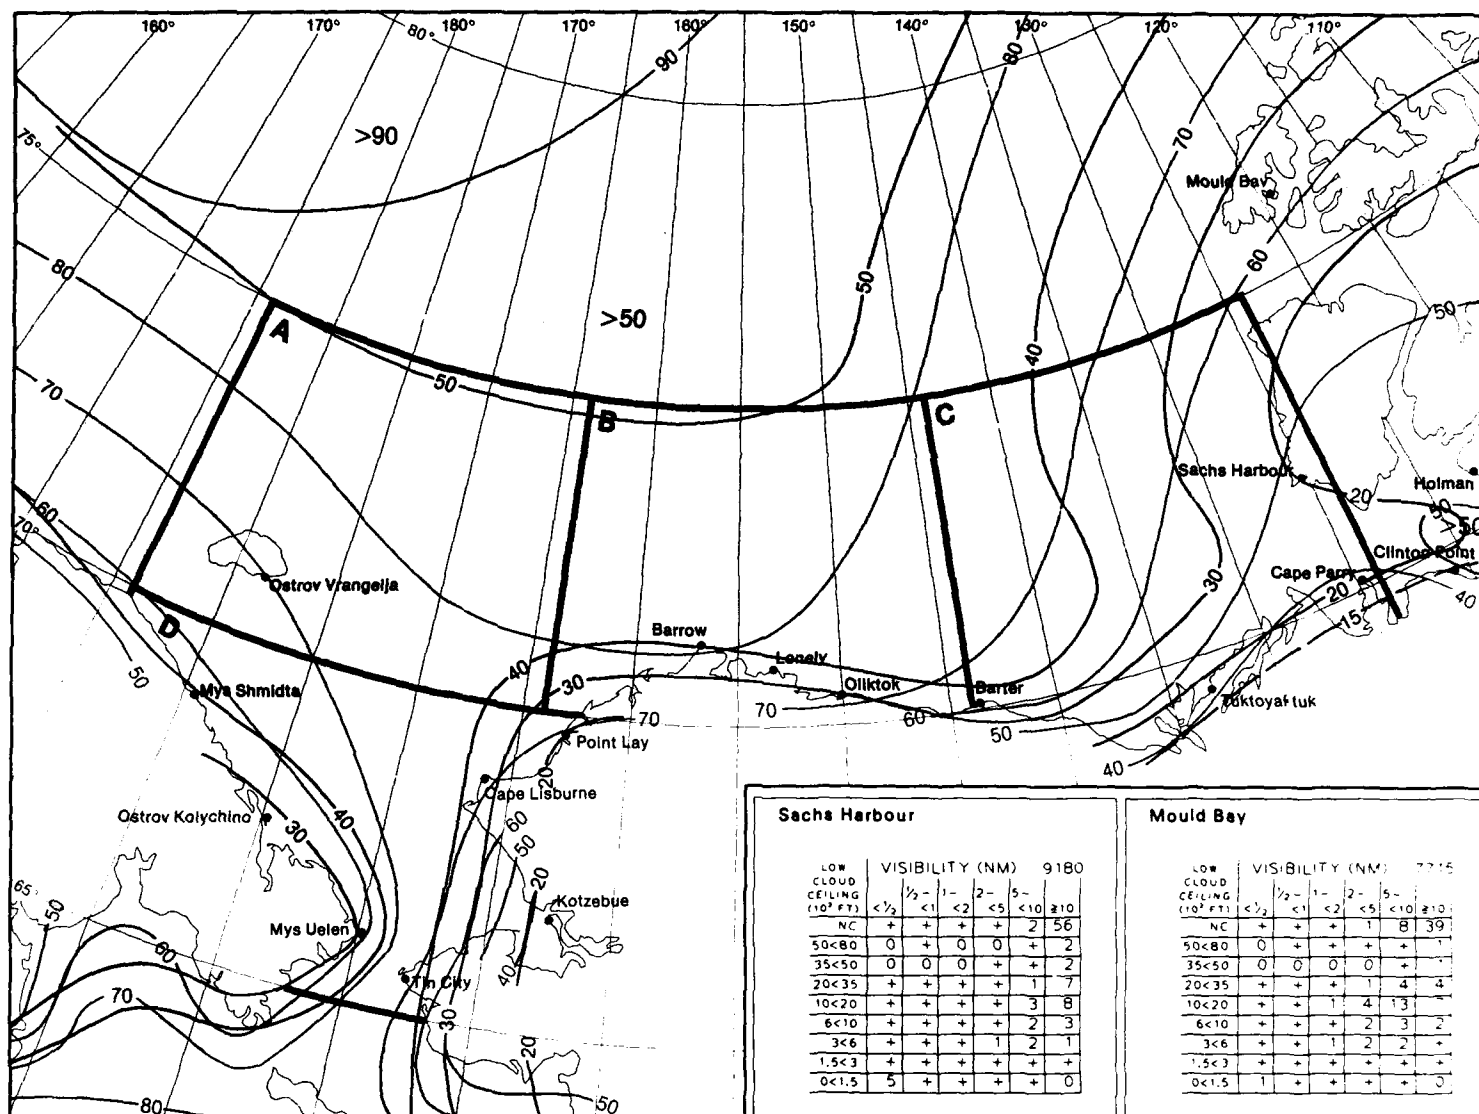 160° 170° 80° 180° 170° 160° 150° 140° 120° 110°
90
80
>90
75°
70
Mould Bay
80
60
50
>50
50
A
50
40
B
C
70
Sachs Harbour
Holman
20
50
>50
60
70°
30
Clinton Point
Cape Parry
20
40
15
Ostrov Vrangelja
D
Barrow
Lonely
Oliktok
Barter
Tuktoyaktuk
40
30
50
Mys Shmidta
70
70
60
50
40
Point Lay
20
Cape Lisburne
Ostrov Kolychino
30
40
60
50
20
65°
50
Kotzebue
Mys Uelen
60
40
Tin City
70
30
20
80
50
Sachs Harbour
LOW CLOUD CEILING (10² FT) VISIBILITY (NM) 9180
<½ ½-<1 1-<2 2-<5 5-<10 ≥10
NC + + + + 2 56
50<80 0 + 0 0 + 2
35<50 0 0 0 + + 2
20<35 + + + + 1 7
10<20 + + + + 3 8
6<10 + + + + 2 3
3<6 + + + 1 2 1
1.5<3 + + + + + +
0<1.5 5 + + + + 0
Mould Bay
LOW CLOUD CEILING (10² FT) VISIBILITY (NM)
<½ ½-<1 1-<2 2-<5 5-<10 ≥10
NC + + + 1 8 39
50<80 0 + + + + 1
35<50 0 0 0 0 +
20<35 + + + 1 4 4
10<20 + + 1 4 13
6<10 + + + 2 3 2
3<6 + + 1 2 2 +
1.5<3 + + + + + +
0<1.5 1 + + + + 0